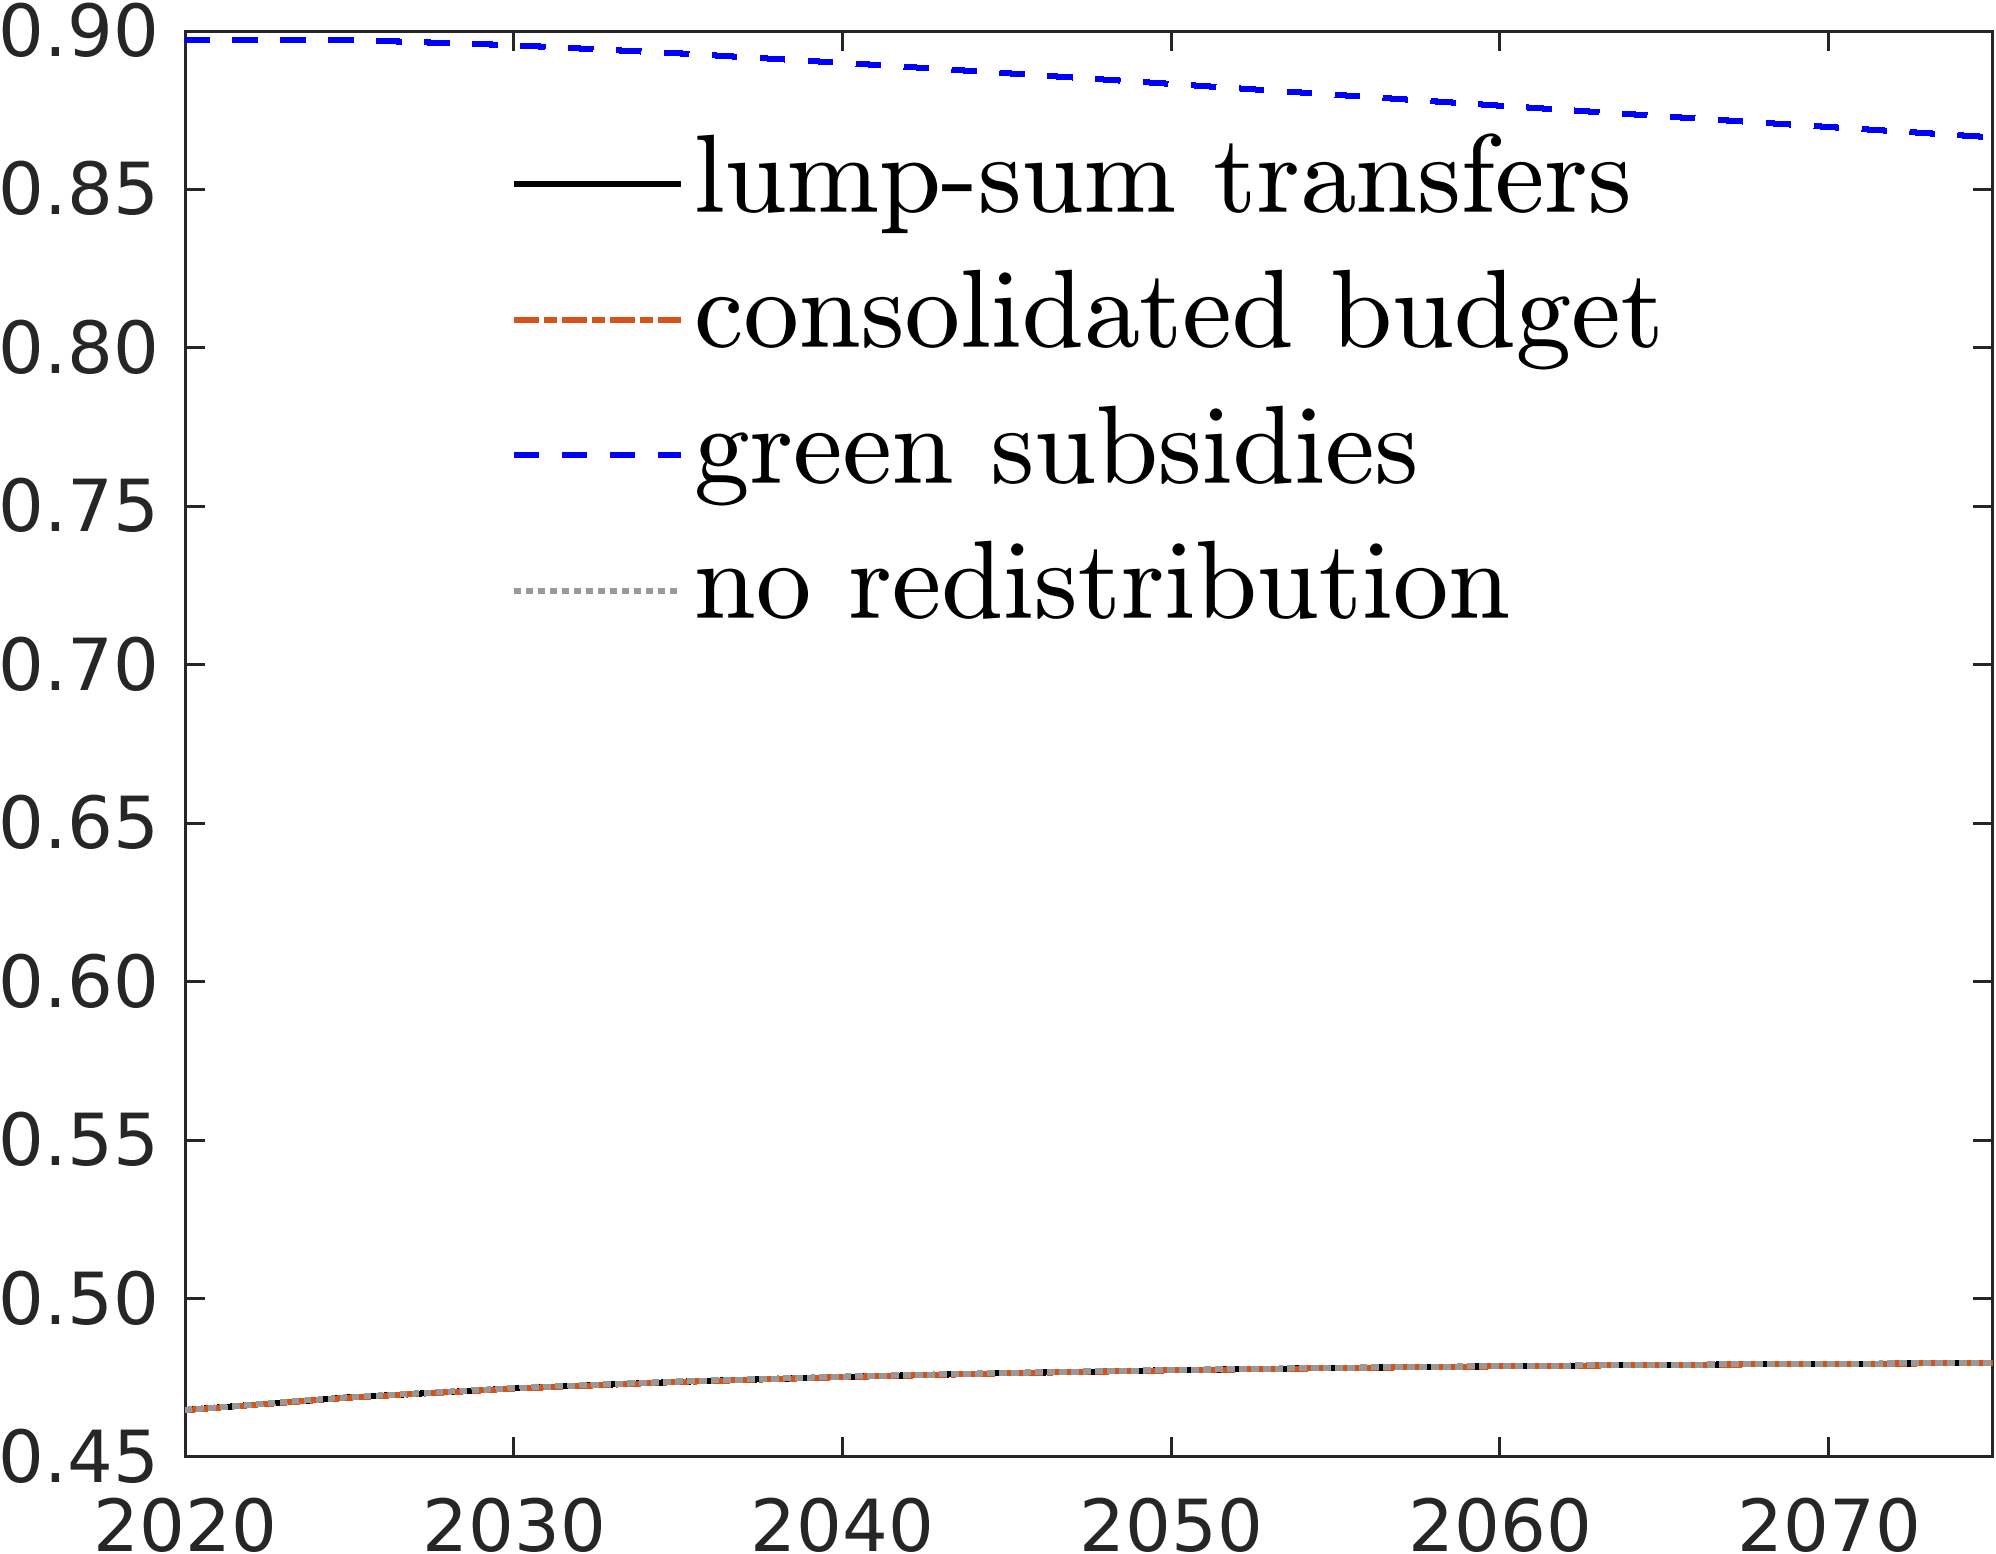 0.90
0.85
0.80
0.75
0.70
0.65
0.60
0.55
0.50
0.45
lump-sum transfers
consolidated budget
green subsidies
no redistribution
2020 2030 2040 2050 2060 2070